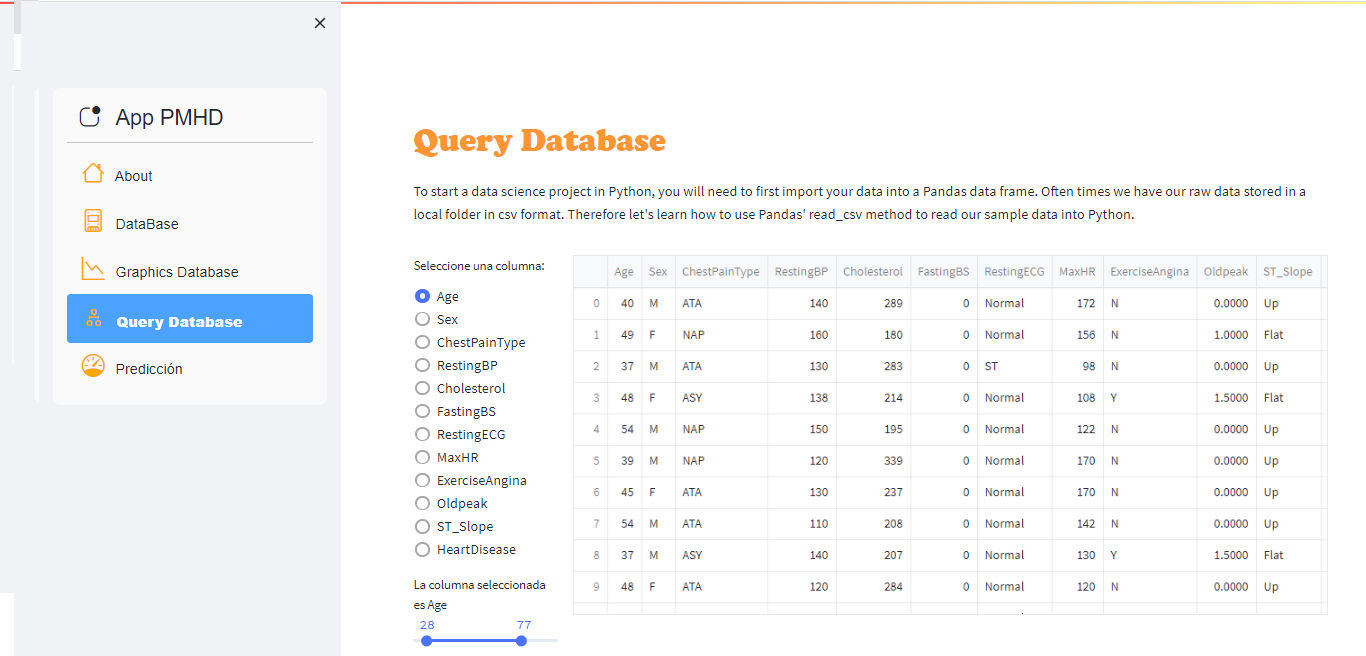 App PMHD
About
DataBase
Graphics Database
Query Database
Predicción
Query Database
To start a data science project in Python, you will need to first import your data into a Pandas data frame. Often times we have our raw data stored in a
local folder in csv format. Therefore let's learn how to use Pandas' read_csv method to read our sample data into Python.
Seleccione una columna:
Age
Sex
ChestPainType
RestingBP
Cholesterol
FastingBS
RestingECG
MaxHR
ExerciseAngina
Oldpeak
ST_Slope
HeartDisease
La columna seleccionada
es Age
28 77
Age Sex ChestPainType RestingBP Cholesterol FastingBS RestingECG MaxHR ExerciseAngina Oldpeak ST_Slope
0 40 M ATA 140 289 0 Normal 172 N 0.0000 Up
1 49 F NAP 160 180 0 Normal 156 N 1.0000 Flat
2 37 M ATA 130 283 0 ST 98 N 0.0000 Up
3 48 F ASY 138 214 0 Normal 108 Y 1.5000 Flat
4 54 M NAP 150 195 0 Normal 122 N 0.0000 Up
5 39 M NAP 120 339 0 Normal 170 N 0.0000 Up
6 45 F ATA 130 237 0 Normal 170 N 0.0000 Up
7 54 M ATA 110 208 0 Normal 142 N 0.0000 Up
8 37 M ASY 140 207 0 Normal 130 Y 1.5000 Flat
9 48 F ATA 120 284 0 Normal 120 N 0.0000 Up